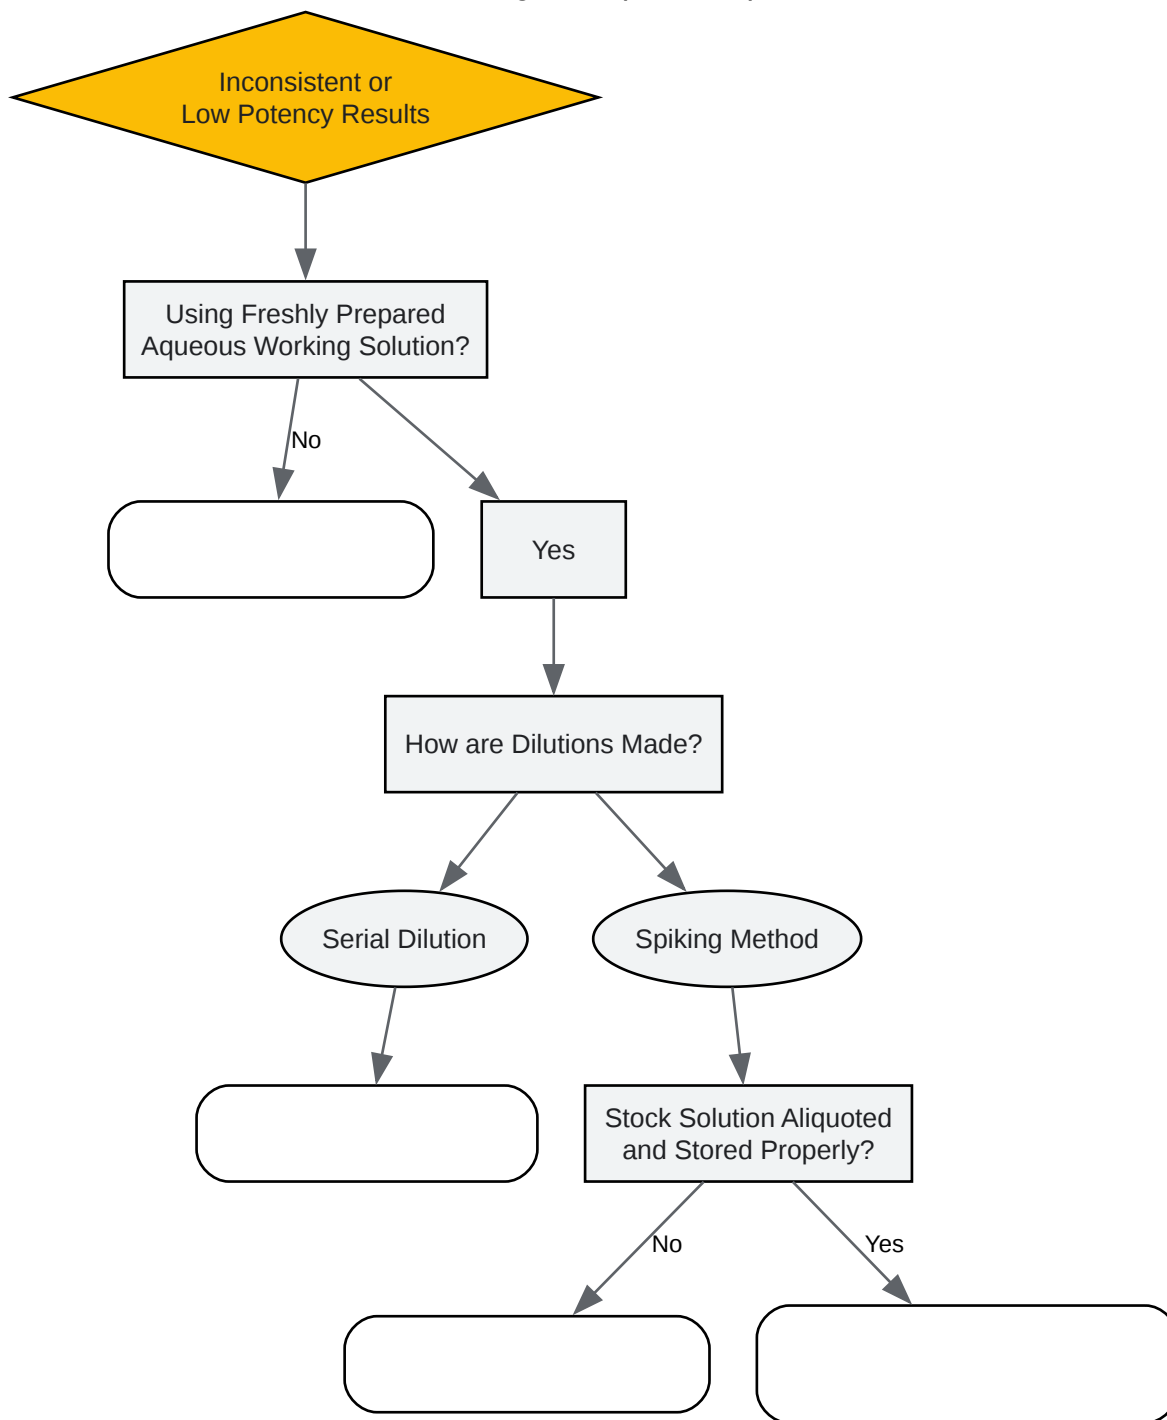 Inconsistent or
Low Potency Results
Using Freshly Prepared
Aqueous Working Solution?
No
Yes
How are Dilutions Made?
Serial Dilution
Spiking Method
Stock Solution Aliquoted
and Stored Properly?
No
Yes